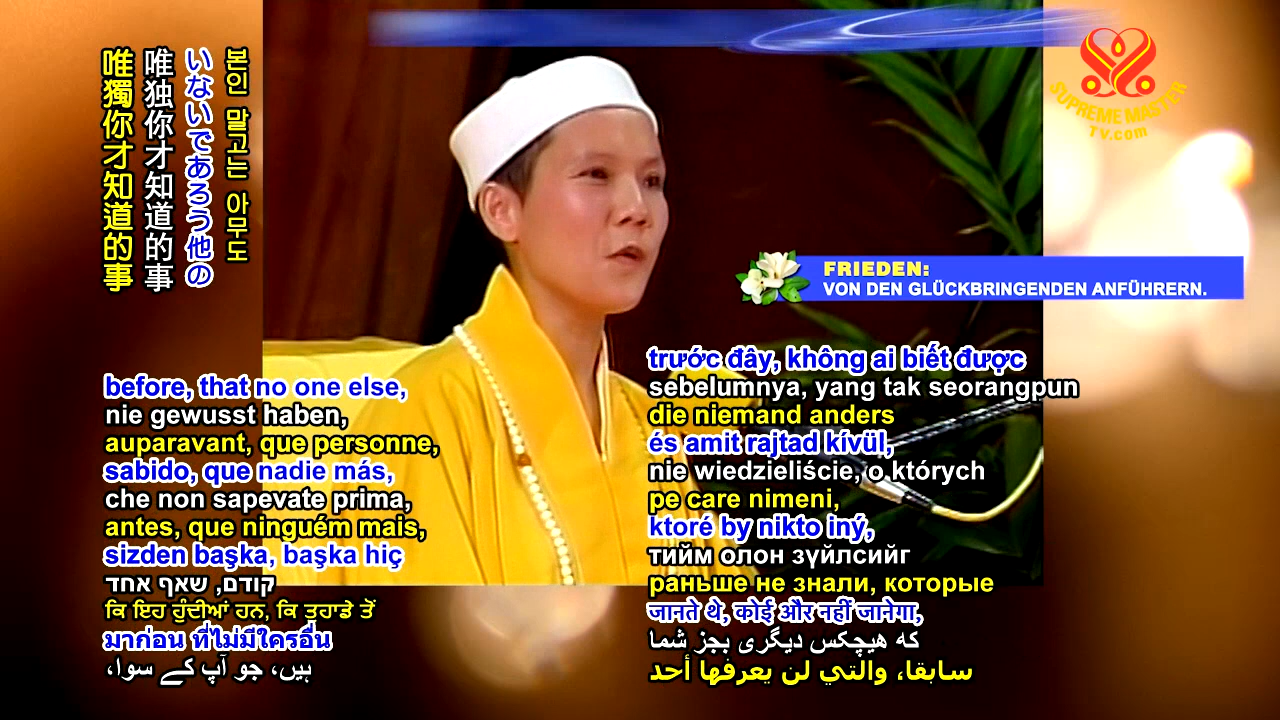 본인 말고는 아무도
いないであろう他の
唯独你才知道的事
唯獨你才知道的事
SUPREME MASTER
TV.com
FRIEDEN:
VON DEN GLÜCKBRINGENDEN ANFÜHRERN.
before, that no one else,
nie gewusst haben,
auparavant, que personne,
sabido, que nadie más,
che non sapevate prima,
antes, que ninguém mais,
sizden başka, başka hiç
קודם, שאף אחד
ਕਿ ਇਹ ਹੁੰਦੀਆਂ ਹਨ, ਕਿ ਤੁਹਾਡੇ ਤੋਂ
มาก่อน ที่ไม่มีใครอื่น
ہیں، جو آپ کے سوا،
trước đây, không ai biết được
sebelumnya, yang tak seorangpun
die niemand anders
és amit rajtad kívül,
nie wiedzieliście, o których
pe care nimeni,
ktoré by nikto iný,
тийм олон зүйлсийг
раньше не знали, которые
जानते थे, कोई और नहीं जानेगा,
که هیچکس دیگری بجز شما
سابقا، والتي لن يعرفها أحد